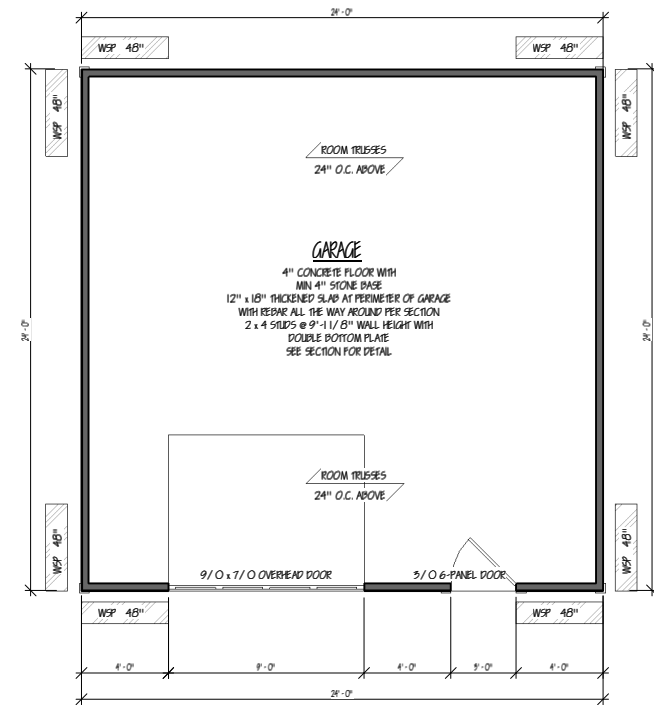 24'-0"
WSP 48" WSP 48"
WSP 48" WSP 48"
ROOM TRUSSES
24" O.C. ABOVE
GARAGE
4" CONCRETE FLOOR WITH
MIN 4" STONE BASE
12" x 18" THICKENED SLAB AT PERIMETER OF GARAGE
WITH REBAR ALL THE WAY AROUND PER SECTION
2 x 4 STUDS @ 9'-1 1/8" WALL HEIGHT WITH
DOUBLE BOTTOM PLATE
SEE SECTION FOR DETAIL
24'-0" 24'-0"
ROOM TRUSSES
24" O.C. ABOVE
WSP 48" WSP 48"
9/0 x 7/0 OVERHEAD DOOR 3/0 6-PANEL DOOR
WSP 48" WSP 48"
4'-0" 9'-0" 4'-0" 3'-0" 4'-0"
24'-0"